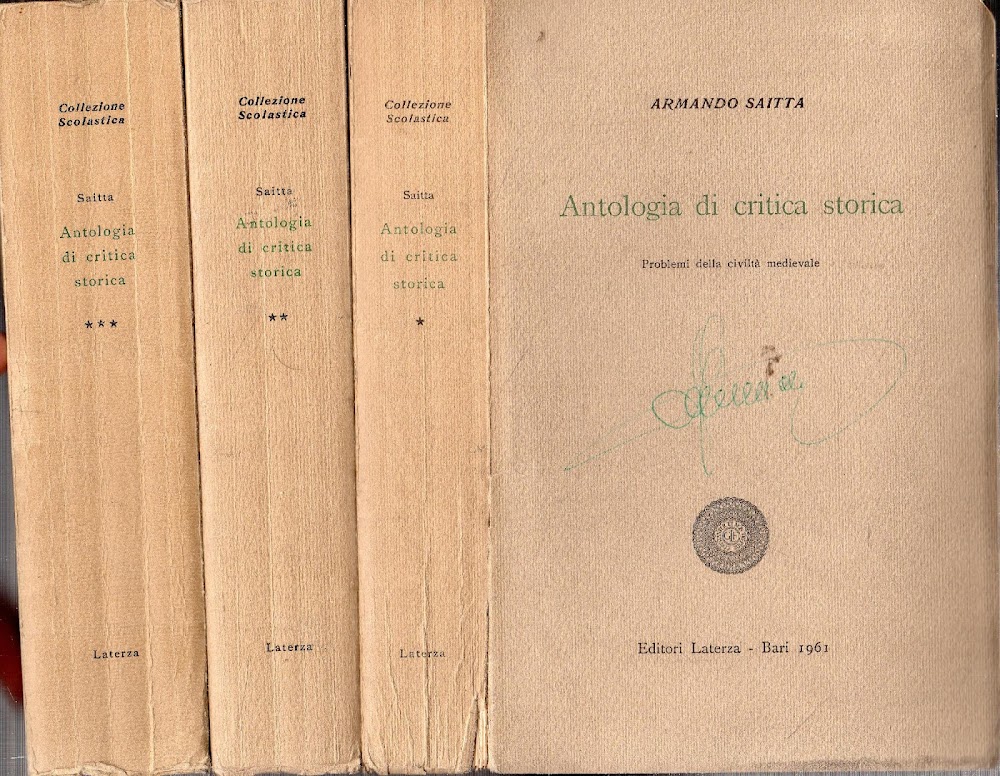 Collezione
Scolastica
Saitta
Antologia
di critica
storica
***
Laterza
Collezione
Scolastica
Saitta
Antologia
di critica
storica
**
Laterza
Collezione
Scolastica
Saitta
Antologia
di critica
storica
*
Laterza
ARMANDO SAITTA
Antologia di critica storica
Problemi della civiltà medievale
Editori Laterza - Bari 1961